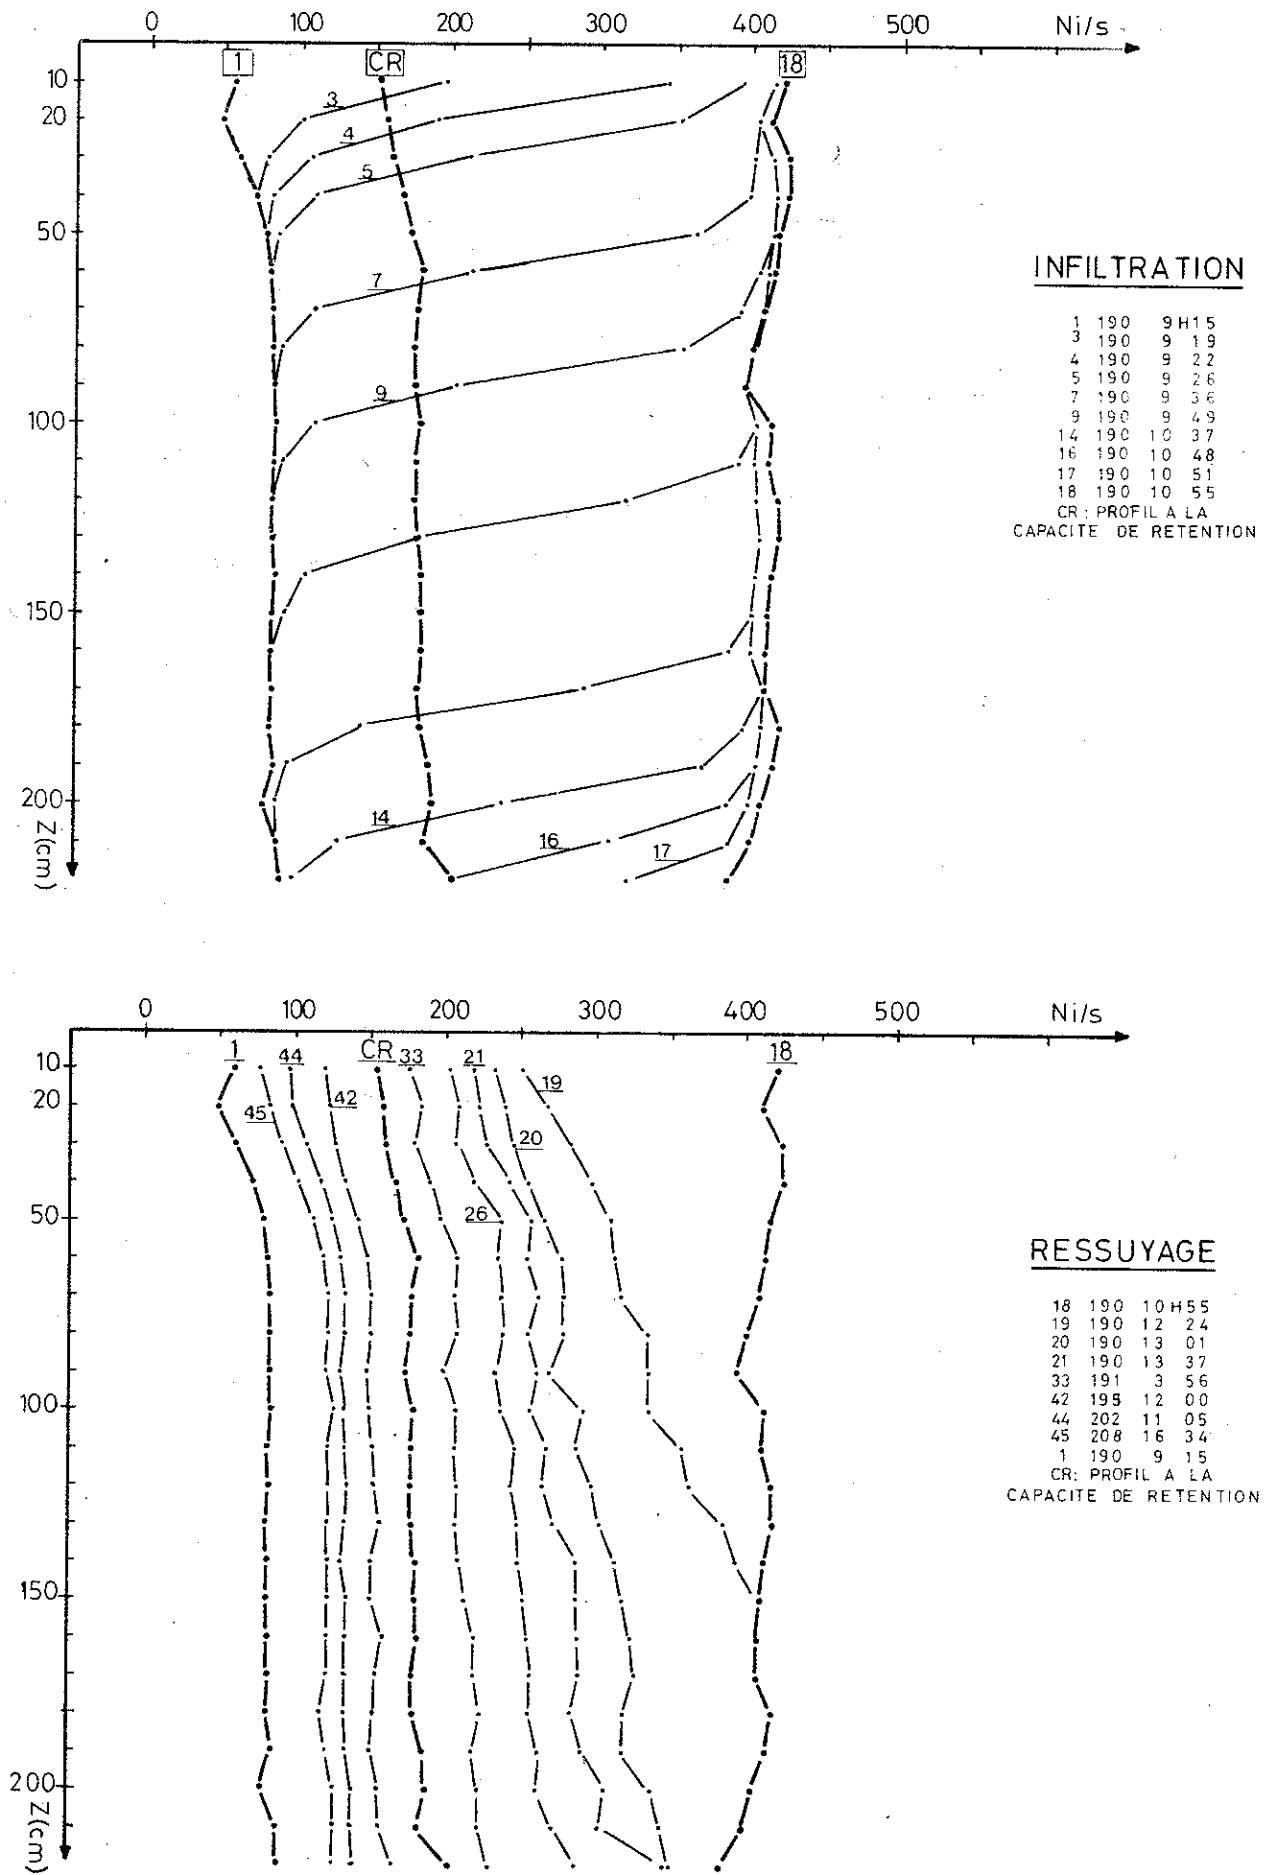 0 100 200 300 400 500 Ni/s
1 CR 18
10
20
50
100
150
200
Z(cm)
3
4
5
7
9
14
16
17
INFILTRATION
1 190 9H15
3 190 9 19
4 190 9 22
5 190 9 26
7 190 9 36
9 190 9 49
14 190 10 37
16 190 10 48
17 190 10 51
18 190 10 55
CR : PROFIL A LA
CAPACITE DE RETENTION
0 100 200 300 400 500 Ni/s
1 44 CR 33 21 18
10
20
50
100
150
200
Z(cm)
19
45 42
20
26
RESSUYAGE
18 190 10H55
19 190 12 24
20 190 13 01
21 190 13 37
33 191 3 56
42 195 12 00
44 202 11 05
45 208 16 34
1 190 9 15
CR: PROFIL A LA
CAPACITE DE RETENTION